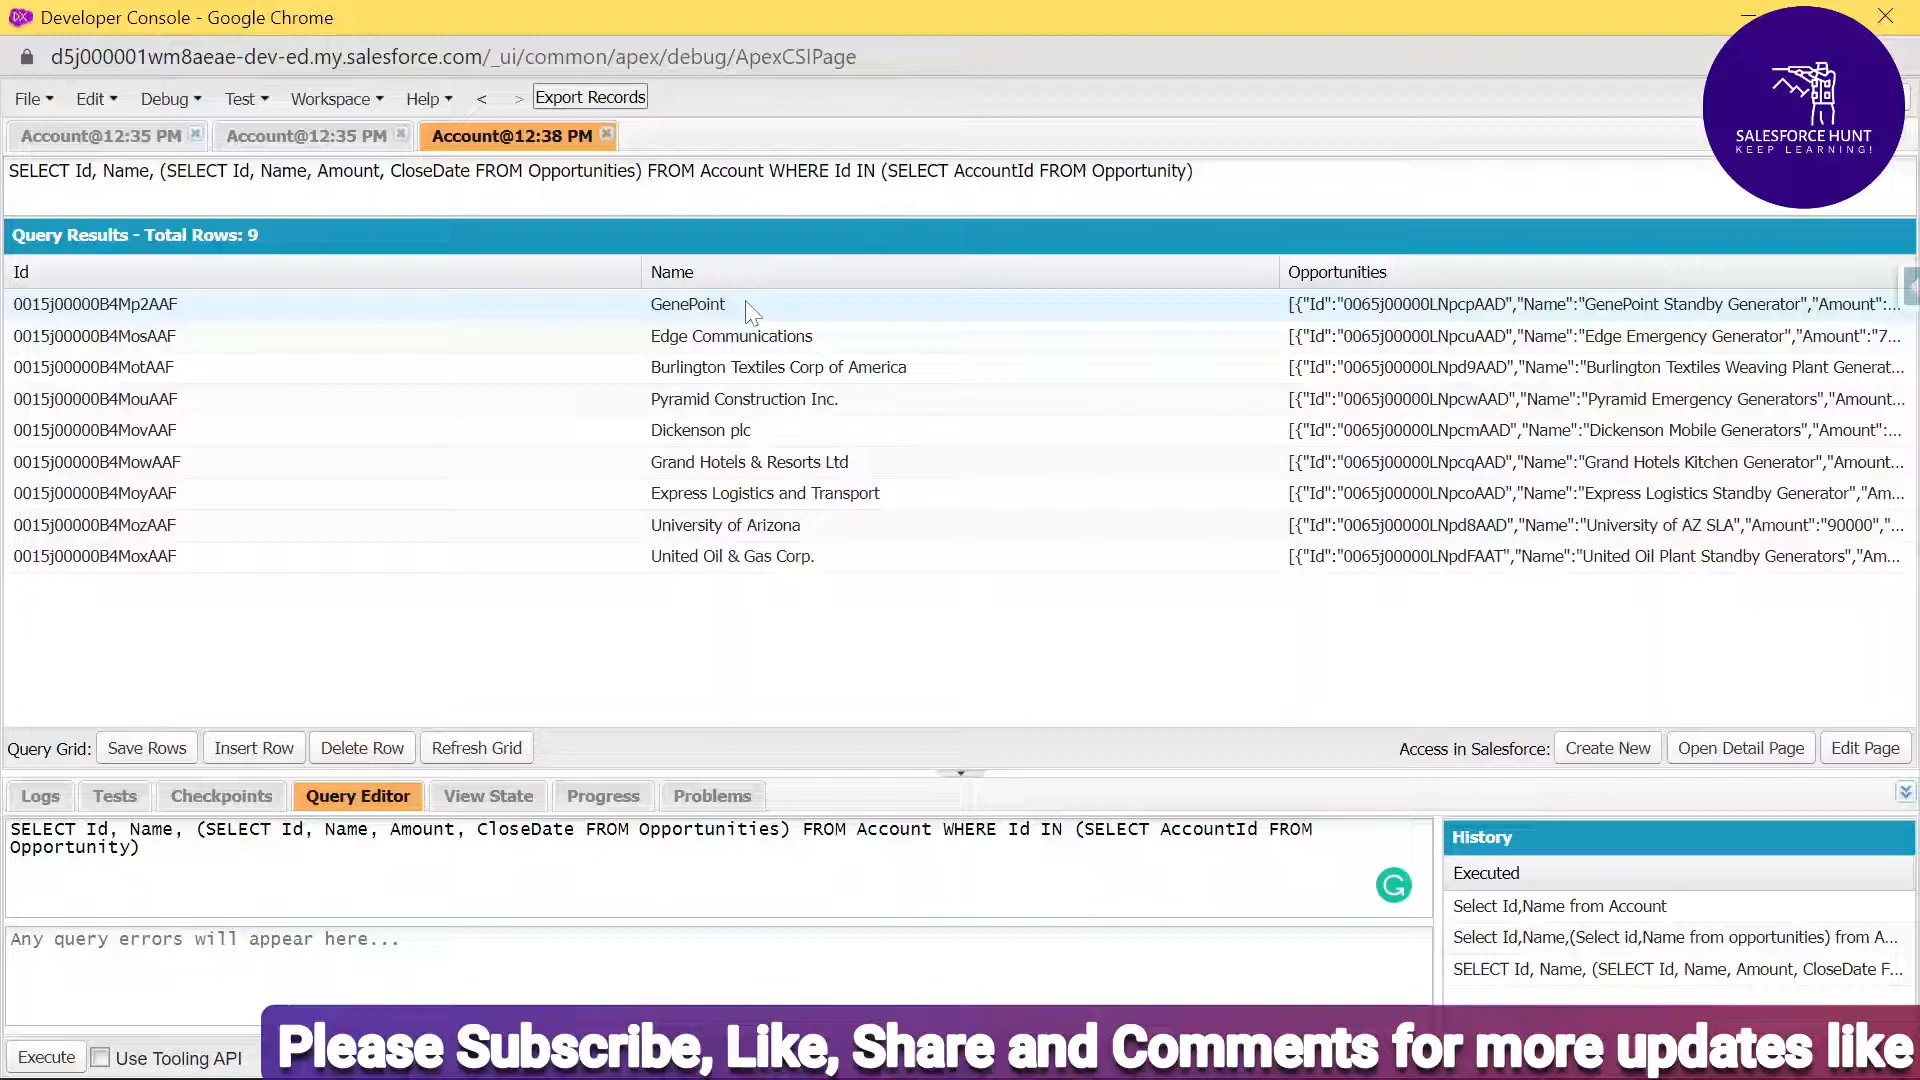 Developer Console - Google Chrome
d5j000001wm8aeae-dev-ed.my.salesforce.com/_ui/common/apex/debug/ApexCSIPage
File Edit Debug Test Workspace Help < > Export Records
Account@12:35 PM Account@12:35 PM Account@12:38 PM
SELECT Id, Name, (SELECT Id, Name, Amount, CloseDate FROM Opportunities) FROM Account WHERE Id IN (SELECT AccountId FROM Opportunity)
SALESFORCE HUNT
KEEP LEARNING!
Query Results - Total Rows: 9
Id Name Opportunities
0015j00000B4Mp2AAF GenePoint [{"Id":"0065j00000LNpcpAAD","Name":"GenePoint Standby Generator","Amount":...
0015j00000B4MosAAF Edge Communications [{"Id":"0065j00000LNpcuAAD","Name":"Edge Emergency Generator","Amount":"7...
0015j00000B4MotAAF Burlington Textiles Corp of America [{"Id":"0065j00000LNpd9AAD","Name":"Burlington Textiles Weaving Plant Generat...
0015j00000B4MouAAF Pyramid Construction Inc. [{"Id":"0065j00000LNpcwAAD","Name":"Pyramid Emergency Generators","Amount...
0015j00000B4MovAAF Dickenson plc [{"Id":"0065j00000LNpcmAAD","Name":"Dickenson Mobile Generators","Amount":...
0015j00000B4MowAAF Grand Hotels & Resorts Ltd [{"Id":"0065j00000LNpcqAAD","Name":"Grand Hotels Kitchen Generator","Amount...
0015j00000B4MoyAAF Express Logistics and Transport [{"Id":"0065j00000LNpcoAAD","Name":"Express Logistics Standby Generator","Am...
0015j00000B4MozAAF University of Arizona [{"Id":"0065j00000LNpd8AAD","Name":"University of AZ SLA","Amount":"90000","...
0015j00000B4MoxAAF United Oil & Gas Corp. [{"Id":"0065j00000LNpdFAAT","Name":"United Oil Plant Standby Generators","Am...
Query Grid: Save Rows Insert Row Delete Row Refresh Grid Access in Salesforce: Create New Open Detail Page Edit Page
Logs Tests Checkpoints Query Editor View State Progress Problems
SELECT Id, Name, (SELECT Id, Name, Amount, CloseDate FROM Opportunities) FROM Account WHERE Id IN (SELECT AccountId FROM
Opportunity)
Any query errors will appear here...
History
Executed
Select Id,Name from Account
Select Id,Name,(Select id,Name from opportunities) from A...
SELECT Id, Name, (SELECT Id, Name, Amount, CloseDate F...
Execute Use Tooling API
Please Subscribe, Like, Share and Comments for more updates like